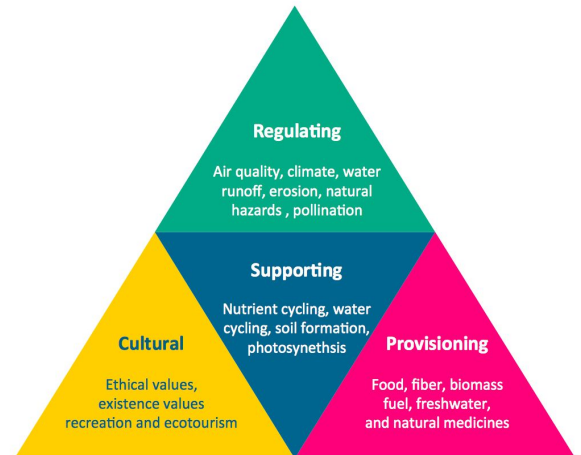 Regulating
Air quality, climate, water
runoff, erosion, natural
hazards , pollination
Supporting
Nutrient cycling, water
cycling, soil formation,
photosynethsis
Cultural
Ethical values,
existence values
recreation and ecotourism
Provisioning
Food, fiber, biomass
fuel, freshwater,
and natural medicines